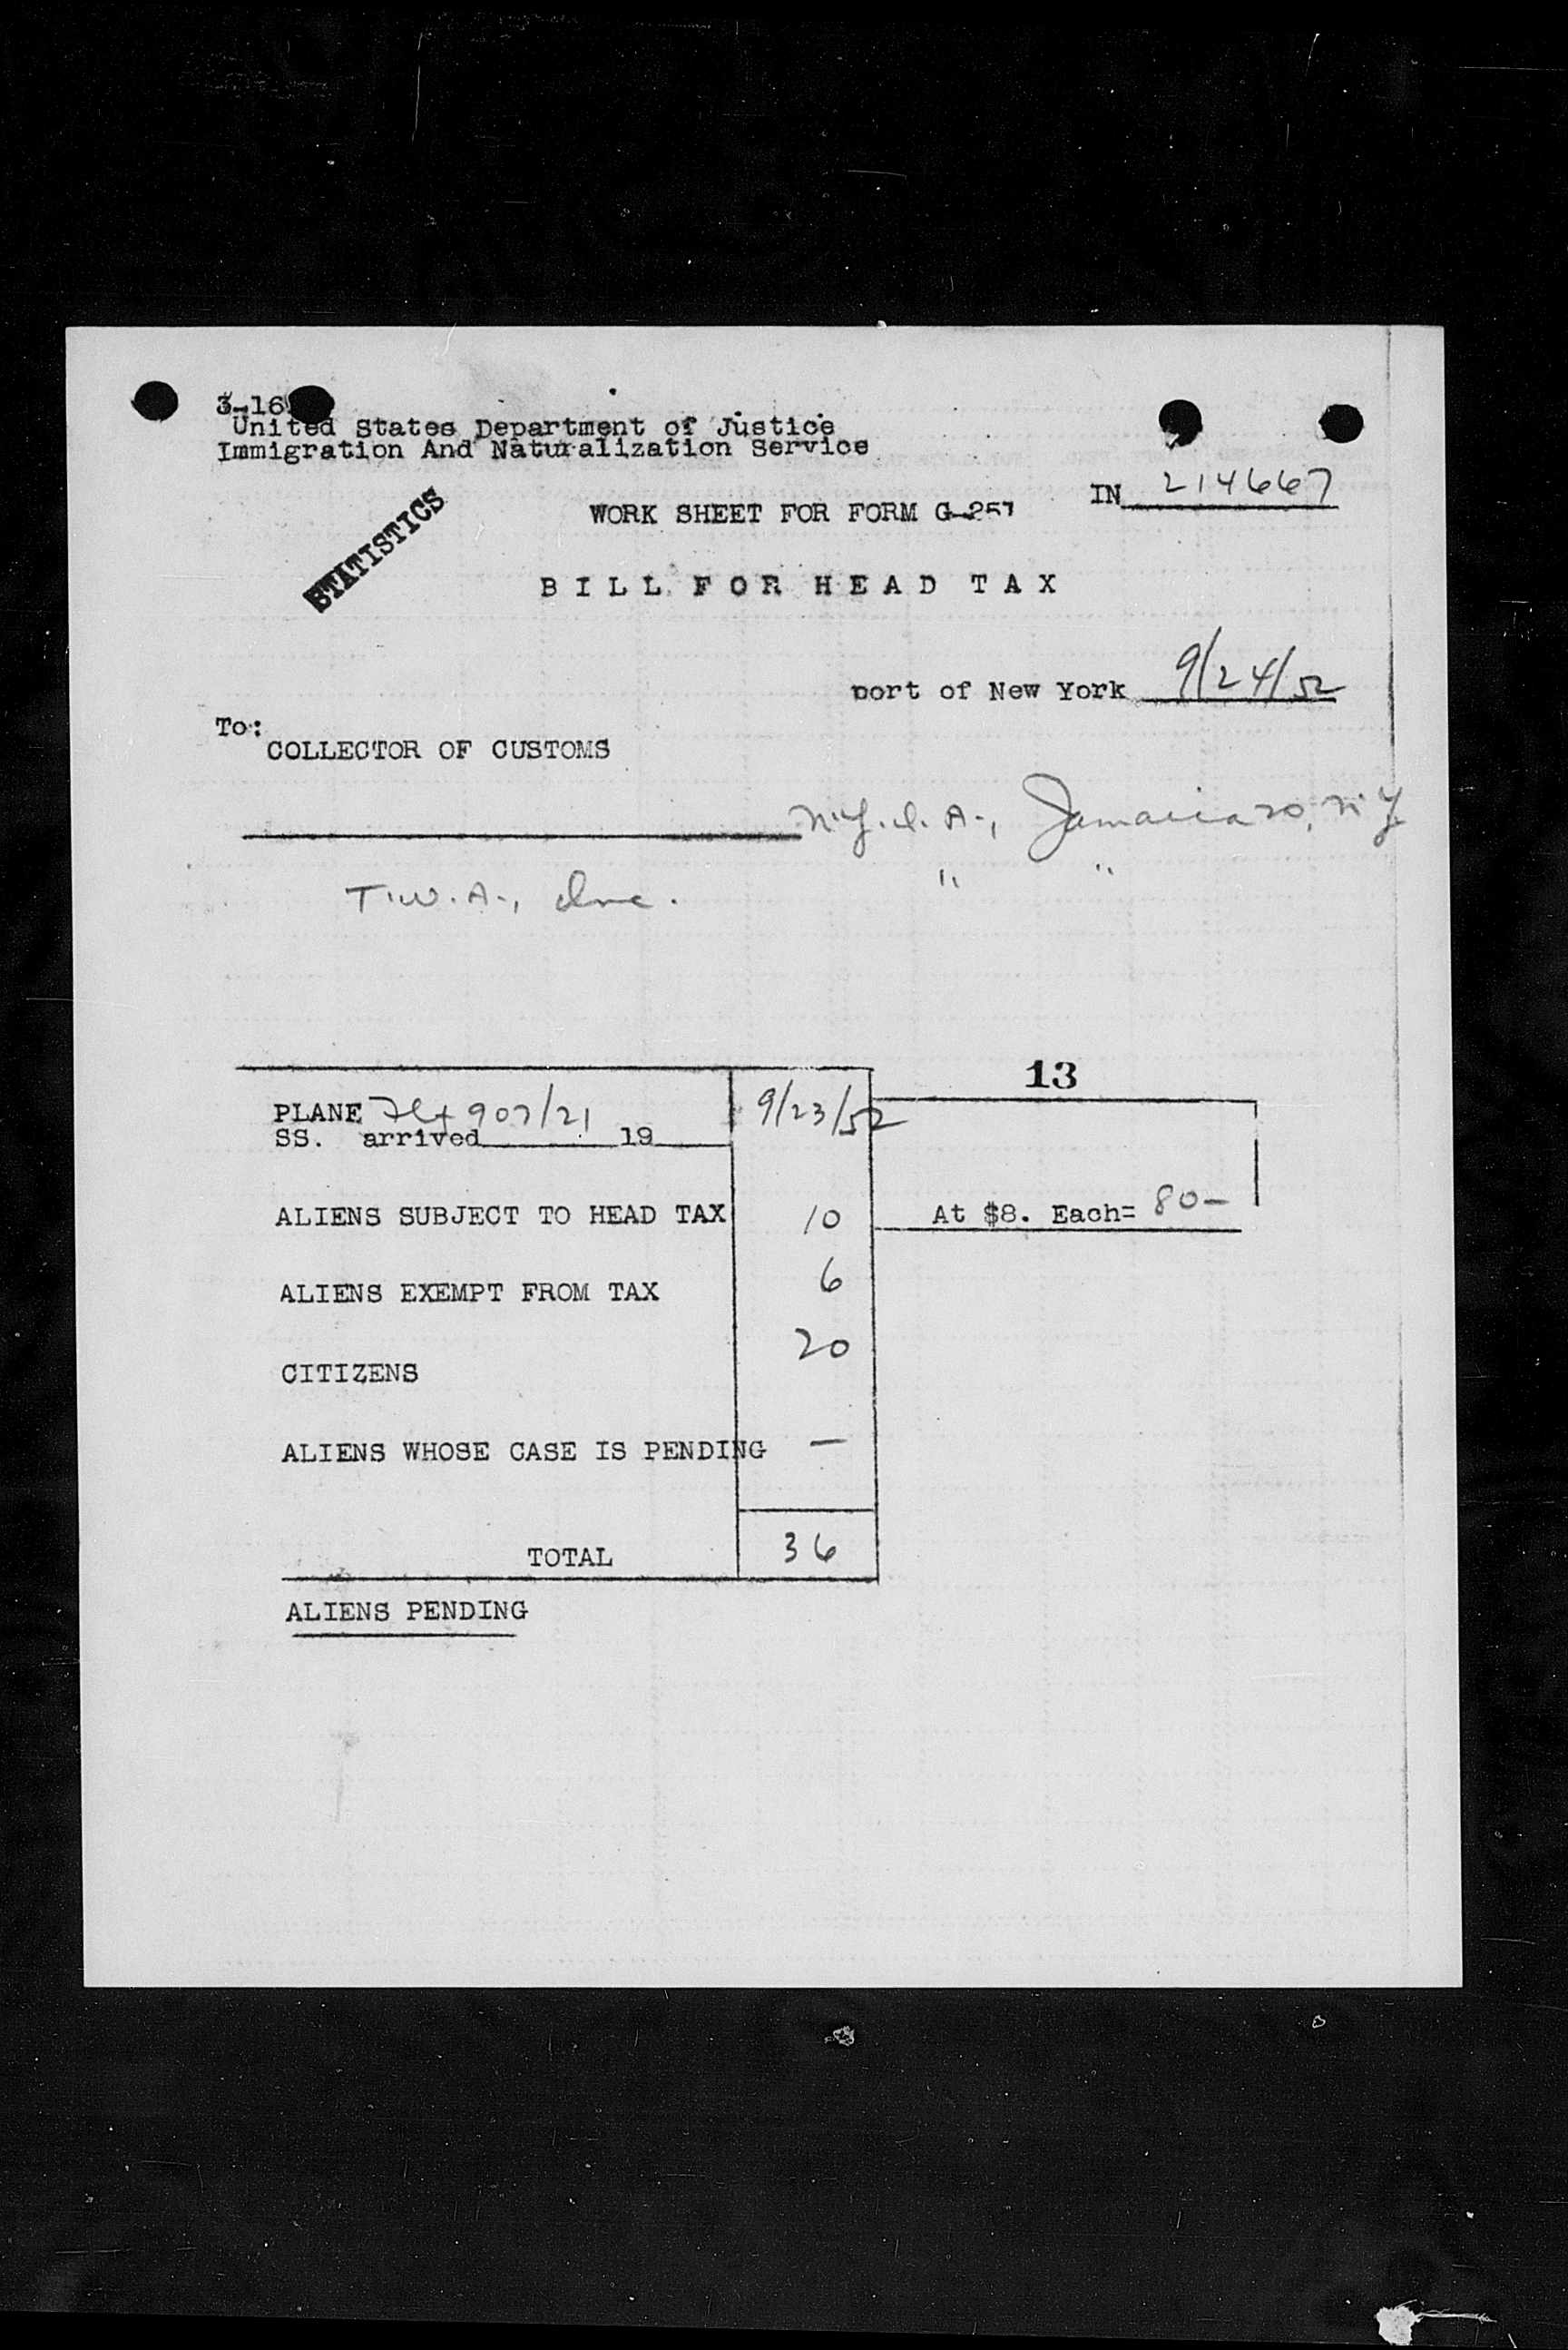 3-16
United States Department of Justice
Immigration And Naturalization Service
IN 214667
STATISTICS
WORK SHEET FOR FORM G-257
BILL FOR HEAD TAX
port of New York 9/24/52
To:
COLLECTOR OF CUSTOMS
N.Y.I.A., Jamaica 20, N.Y
T.W.A., Inc. " "
13
PLANE Flt 907/21 9/23/52
SS. arrived 19
ALIENS SUBJECT TO HEAD TAX 10 At $8. Each= 80-
ALIENS EXEMPT FROM TAX 6
CITIZENS 20
ALIENS WHOSE CASE IS PENDING —
TOTAL 36
ALIENS PENDING